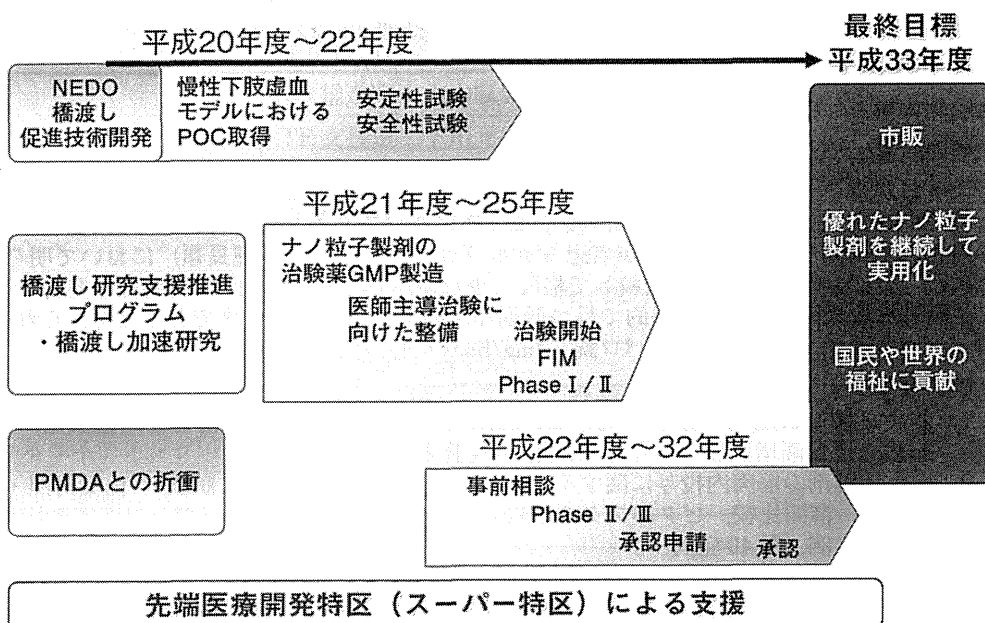 平成20年度~22年度
最終目標
平成33年度
NEDO
橋渡し
促進技術開発
慢性下肢虚血
モデルにおける
POC取得
安定性試験
安全性試験
市販
優れたナノ粒子
製剤を継続して
実用化
国民や世界の
福祉に貢献
平成21年度~25年度
橋渡し研究支援推進
プログラム
・橋渡し加速研究
ナノ粒子製剤の
治験薬GMP製造
医師主導治験に
向けた整備
治験開始
FIM
Phase Ⅰ/Ⅱ
平成22年度~32年度
PMDAとの折衝
事前相談
Phase Ⅱ/Ⅲ
承認申請
承認
先端医療開発特区(スーパー特区)による支援